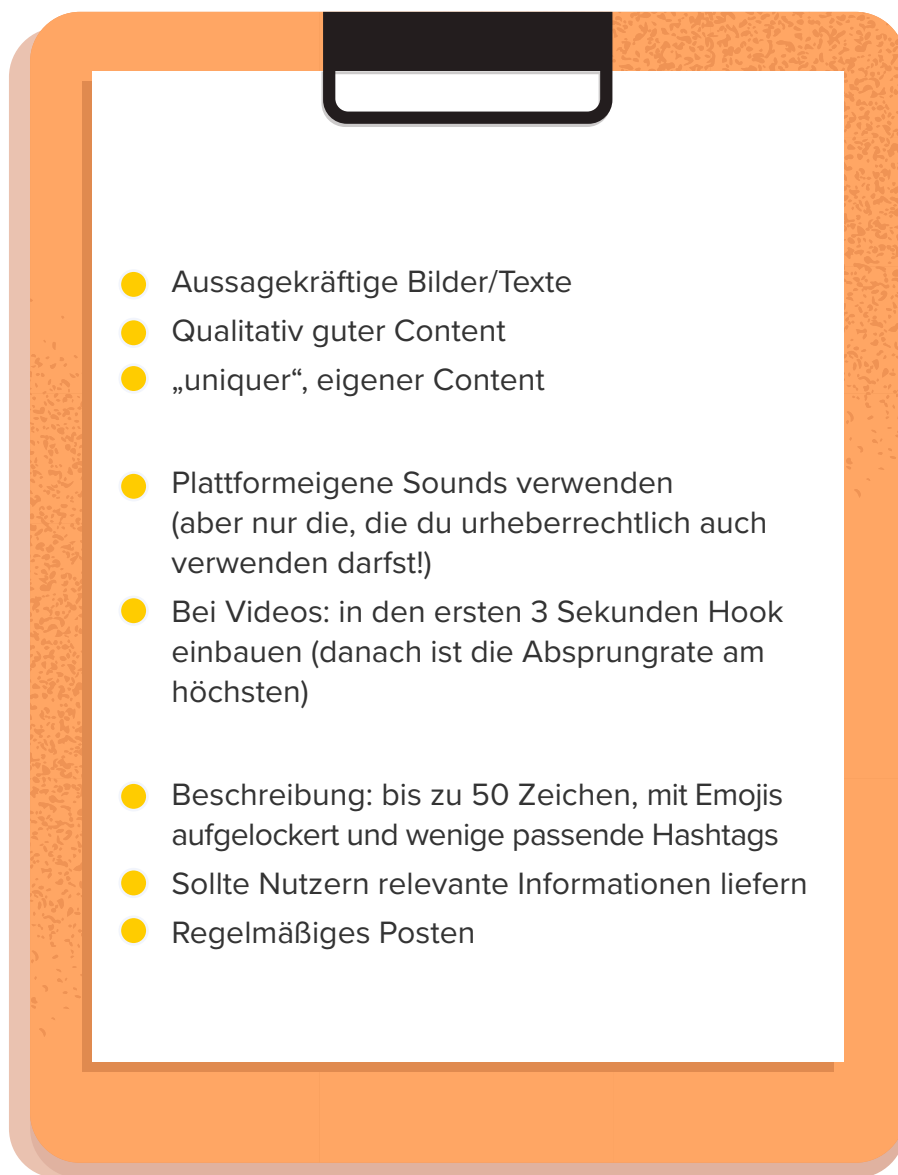 Aussagekräftige Bilder/Texte
Qualitativ guter Content
„uniquer“, eigener Content
Plattformeigene Sounds verwenden
(aber nur die, die du urheberrechtlich auch
verwenden darfst!)
Bei Videos: in den ersten 3 Sekunden Hook
einbauen (danach ist die Absprungrate am
höchsten)
Beschreibung: bis zu 50 Zeichen, mit Emojis
aufgelockert und wenige passende Hashtags
Sollte Nutzern relevante Informationen liefern
Regelmäßiges Posten